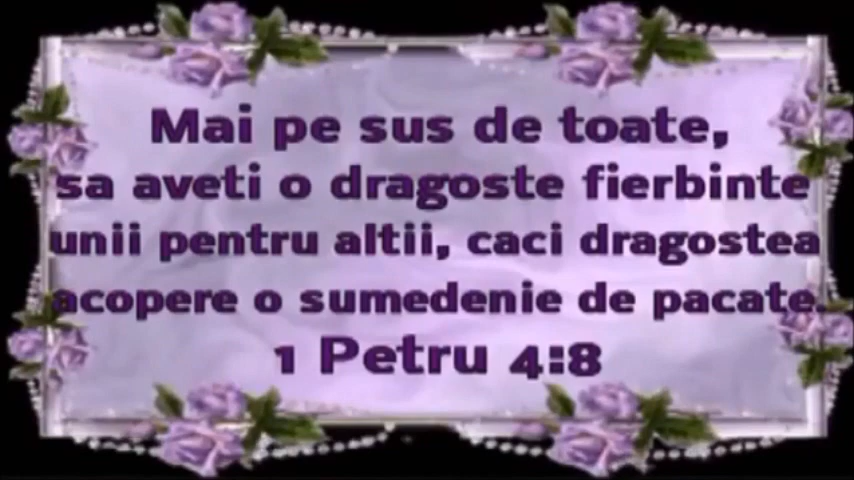 Mai pe sus de toate,
sa aveti o dragoste fierbinte
unii pentru altii, caci dragostea
acopere o sumedenie de pacate.
1 Petru 4:8